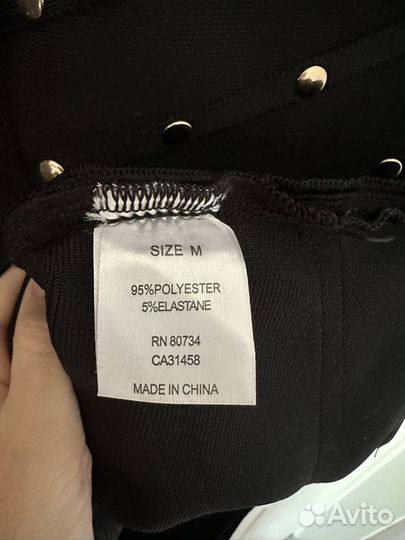 SIZE M
95%POLYESTER
5%ELASTANE
RN 80734
CA31458
MADE IN CHINA
Avito